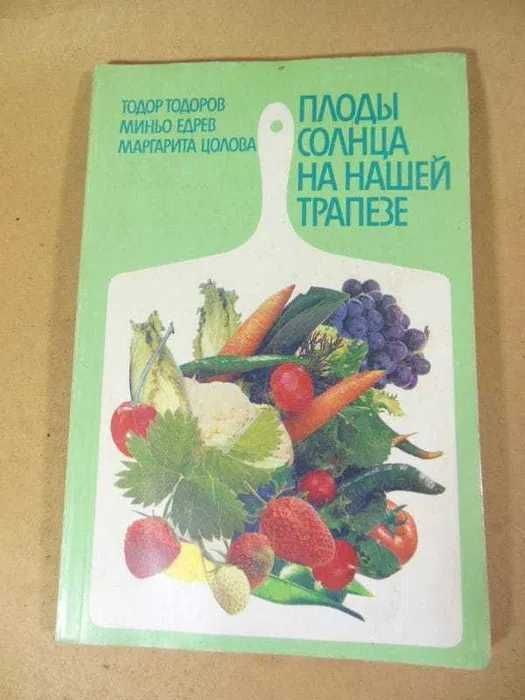 ТОДОР ТОДОРОВ
МИНЬО ЕДРЕВ
МАРГАРИТА ЦОЛОВА
ПЛОДЫ
СОЛНЦА
НА НАШЕЙ
ТРАПЕЗЕ